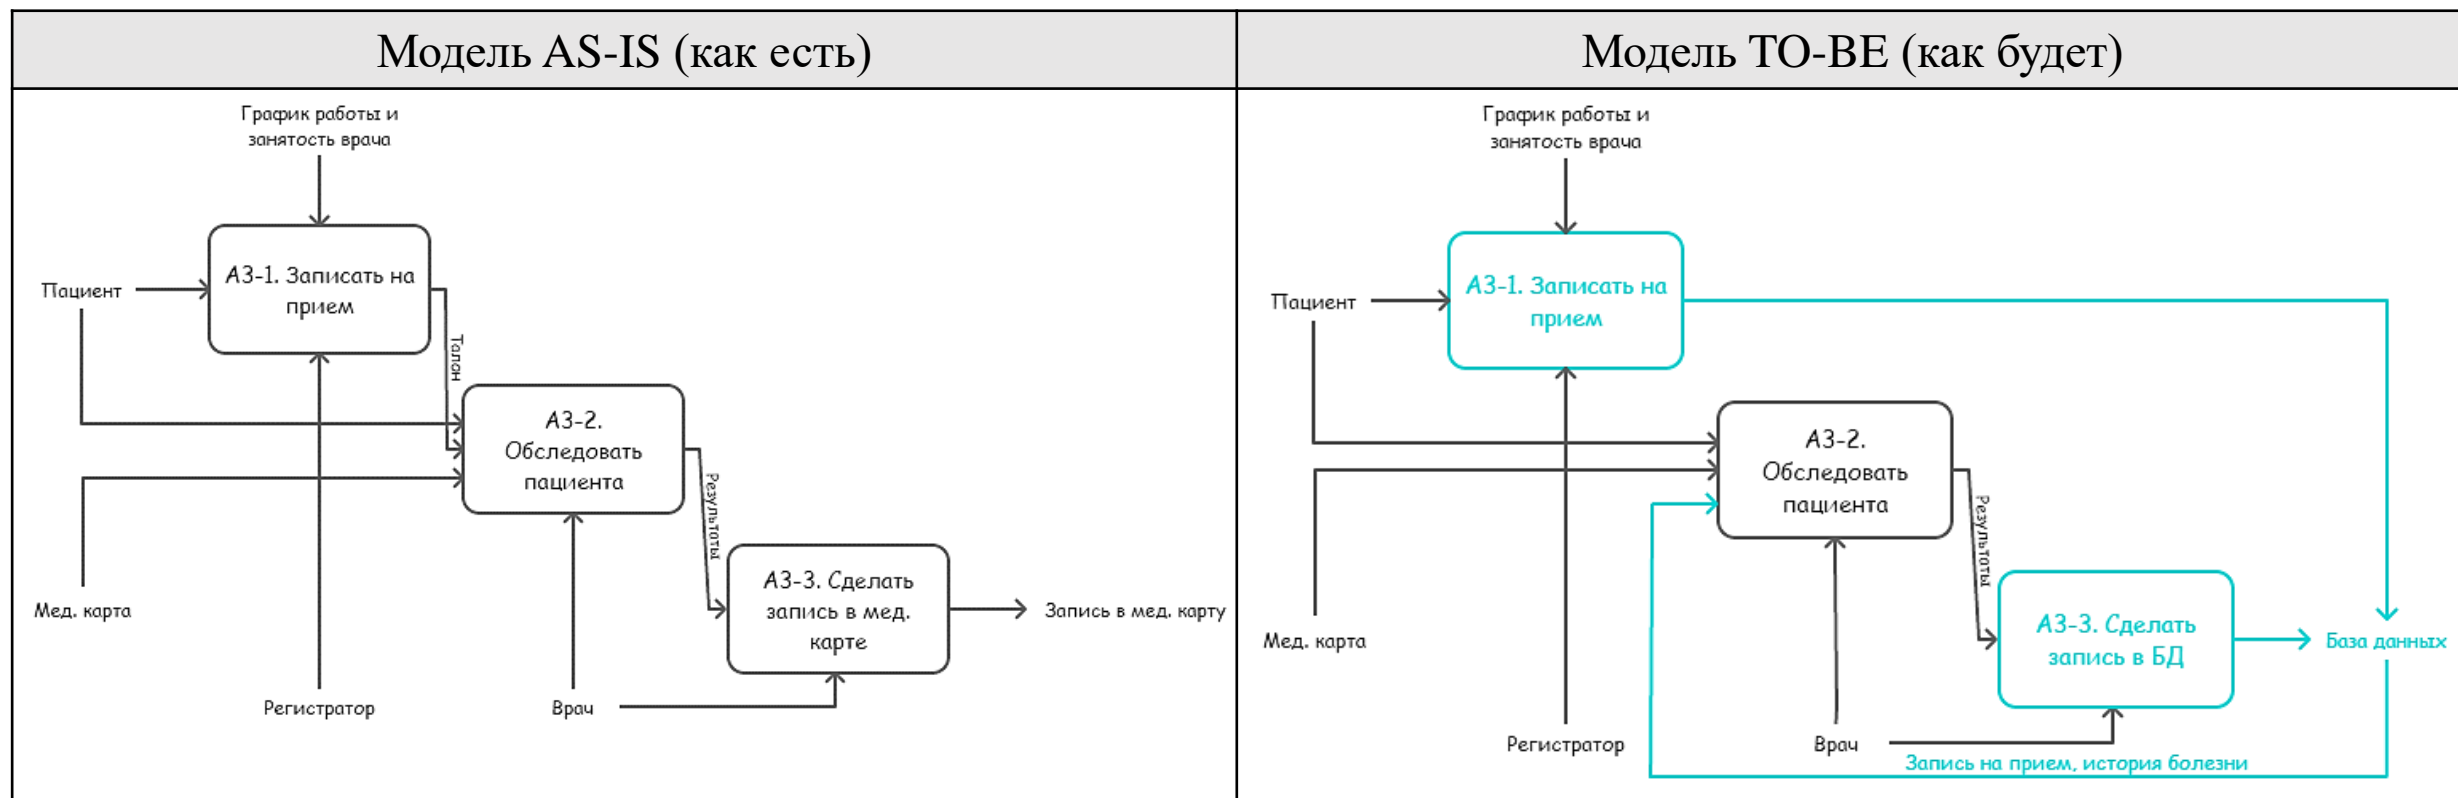 Модель AS-IS (как есть)
Модель TO-BE (как будет)
График работы и
занятость врача
А3-1. Записать на
прием
Пациент
Талон
А3-2.
Обследовать
пациента
Результаты
А3-3. Сделать
запись в мед.
карте
Запись в мед. карту
Мед. карта
Регистратор
Врач
График работы и
занятость врача
А3-1. Записать на
прием
Пациент
А3-2.
Обследовать
пациента
Результаты
А3-3. Сделать
запись в БД
База данных
Мед. карта
Регистратор
Врач
Запись на прием, история болезни